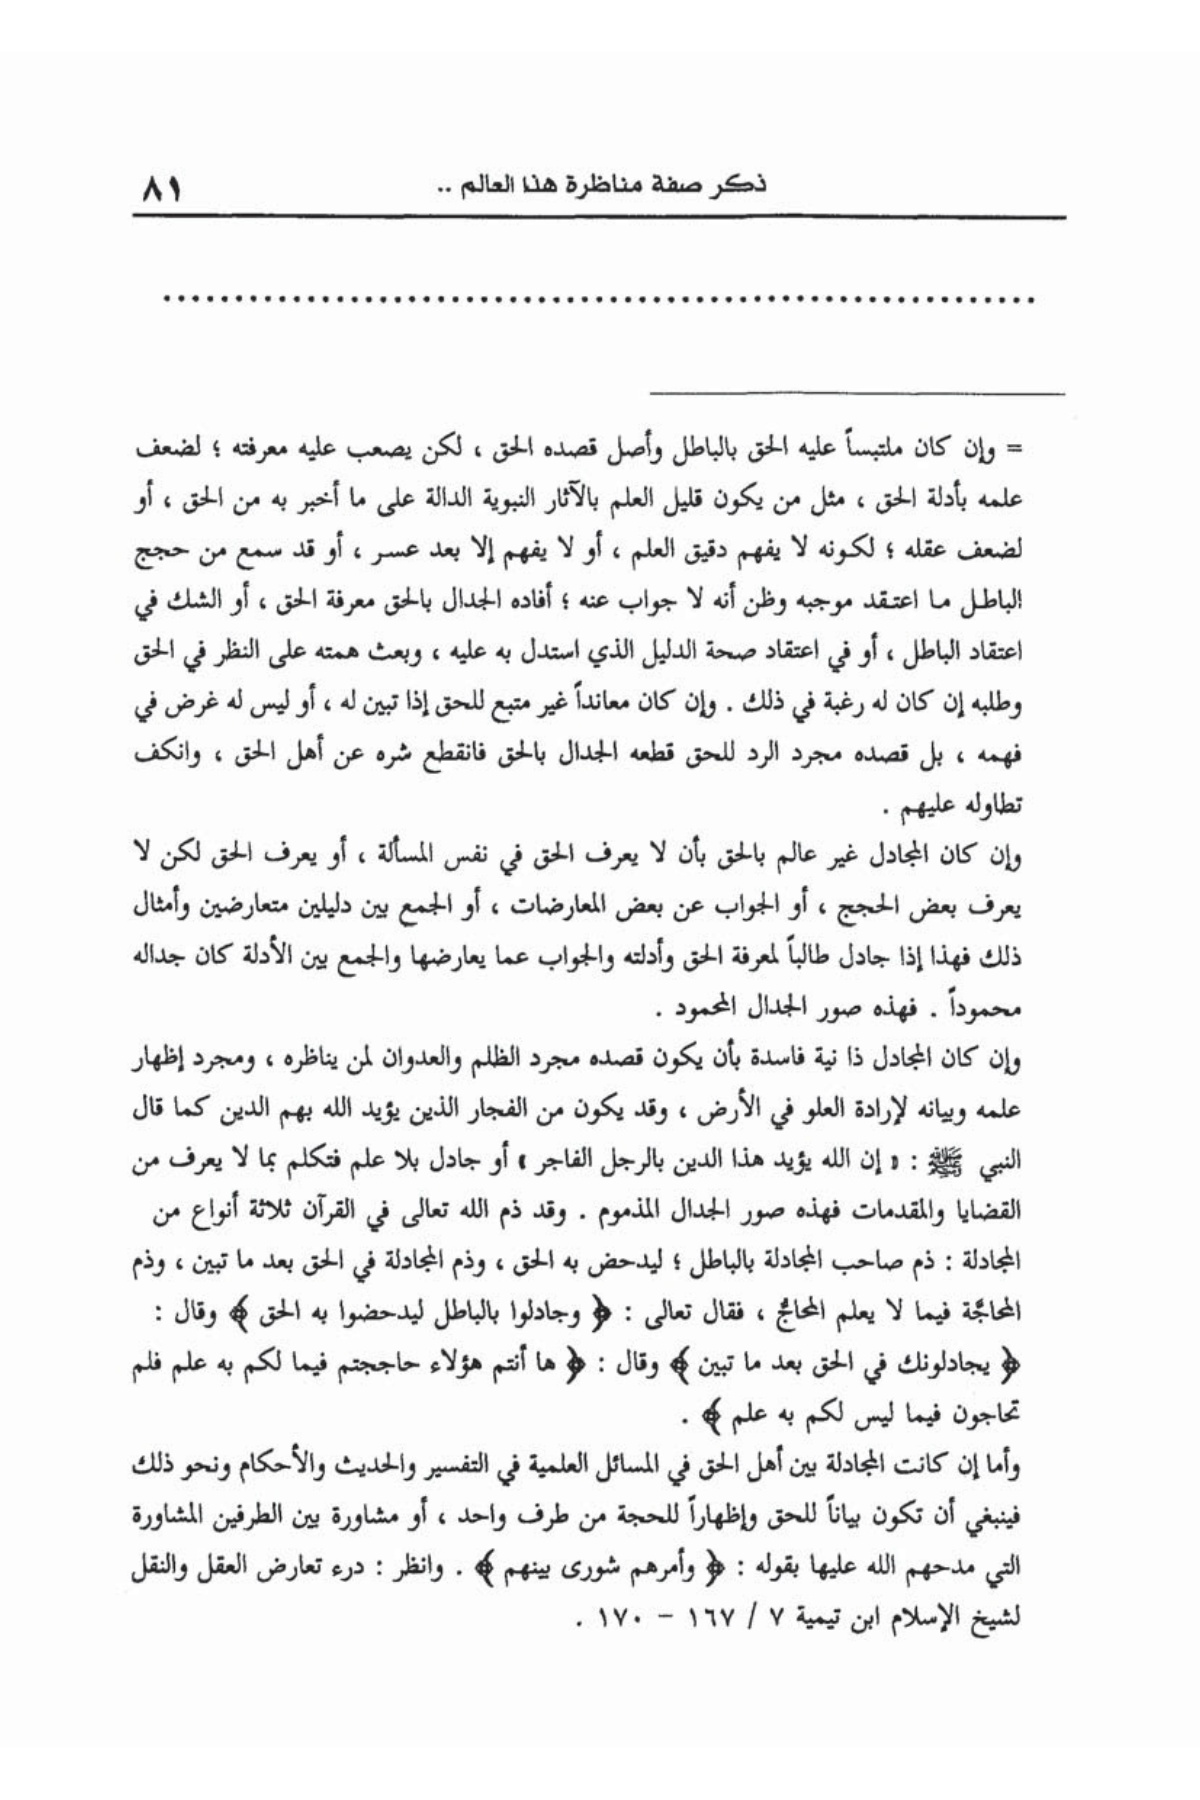 ذكر صفة مناظرة هذا العالم .. ٨١
............................................................
= وإن كان ملتبساً عليه الحق بالباطل وأصل قصده الحق ، لكن يصعب عليه معرفته ؛ لضعف
علمه بأدلة الحق ، مثل من يكون قليل العلم بالآثار النبوية الدالة على ما أخبر به من الحق ، أو
لضعف عقله ؛ لكونه لا يفهم دقيق العلم ، أو لا يفهم إلا بعد عسر ، أو قد سمع من حجج
الباطل ما اعتقد موجبه وظن أنه لا جواب عنه ؛ أفاده الجدال بالحق معرفة الحق ، أو الشك في
اعتقاد الباطل ، أو في اعتقاد صحة الدليل الذي استدل به عليه ، وبعث همته على النظر في الحق
وطلبه إن كان له رغبة في ذلك . وإن كان معانداً غير متبع للحق إذا تبين له ، أو ليس له غرض في
فهمه ، بل قصده مجرد الرد للحق قطعه الجدال بالحق فانقطع شره عن أهل الحق ، وانكف
تطاوله عليهم .
وإن كان المجادل غير عالم بالحق بأن لا يعرف الحق في نفس المسألة ، أو يعرف الحق لكن لا
يعرف بعض الحجج ، أو الجواب عن بعض المعارضات ، أو الجمع بين دليلين متعارضين وأمثال
ذلك فهذا إذا جادل طالباً لمعرفة الحق وأدلته والجواب عما يعارضها والجمع بين الأدلة كان جداله
محموداً . فهذه صور الجدال المحمود .
وإن كان المجادل ذا نية فاسدة بأن يكون قصده مجرد الظلم والعدوان لمن يناظره ، ومجرد إظهار
علمه وبيانه لإرادة العلو في الأرض ، وقد يكون من الفجار الذين يؤيد الله بهم الدين كما قال
النبي ﷺ : « إن الله يؤيد هذا الدين بالرجل الفاجر » أو جادل بلا علم فتكلم بما لا يعرف من
القضايا والمقدمات فهذه صور الجدال المذموم . وقد ذم الله تعالى في القرآن ثلاثة أنواع من
المجادلة : ذم صاحب المجادلة بالباطل ؛ ليدحض به الحق ، وذم المجادلة في الحق بعد ما تبين ، وذم
المحاجَّة فيما لا يعلم المحاجُّ ، فقال تعالى : ﴿ وجادلوا بالباطل ليدحضوا به الحق ﴾ وقال :
﴿ يجادلونك في الحق بعد ما تبين ﴾ وقال : ﴿ ها أنتم هؤلاء حاججتم فيما لكم به علم فلم
تحاجون فيما ليس لكم به علم ﴾ .
وأما إن كانت المجادلة بين أهل الحق في المسائل العلمية في التفسير والحديث والأحكام ونحو ذلك
فينبغي أن تكون بياناً للحق وإظهاراً للحجة من طرف واحد ، أو مشاورة بين الطرفين المشاورة
التي مدحهم الله عليها بقوله : ﴿ وأمرهم شورى بينهم ﴾ . وانظر : درء تعارض العقل والنقل
لشيخ الإسلام ابن تيمية ٧ / ١٦٧ – ١٧٠ .